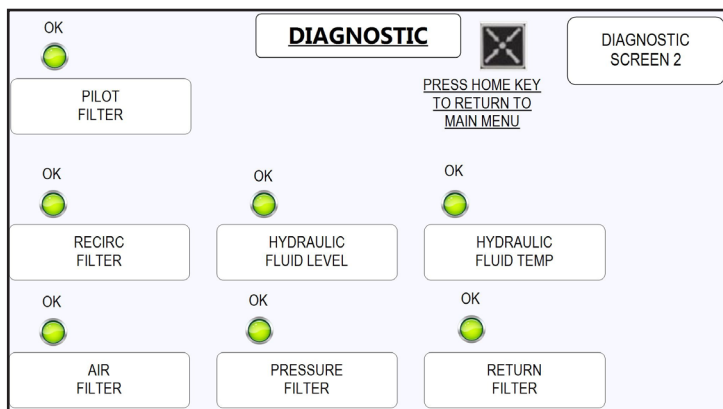 OK
DIAGNOSTIC
DIAGNOSTIC
SCREEN 2
PRESS HOME KEY
TO RETURN TO
MAIN MENU
PILOT
FILTER
OK
OK
OK
RECIRC
FILTER
HYDRAULIC
FLUID LEVEL
HYDRAULIC
FLUID TEMP
OK
OK
OK
AIR
FILTER
PRESSURE
FILTER
RETURN
FILTER